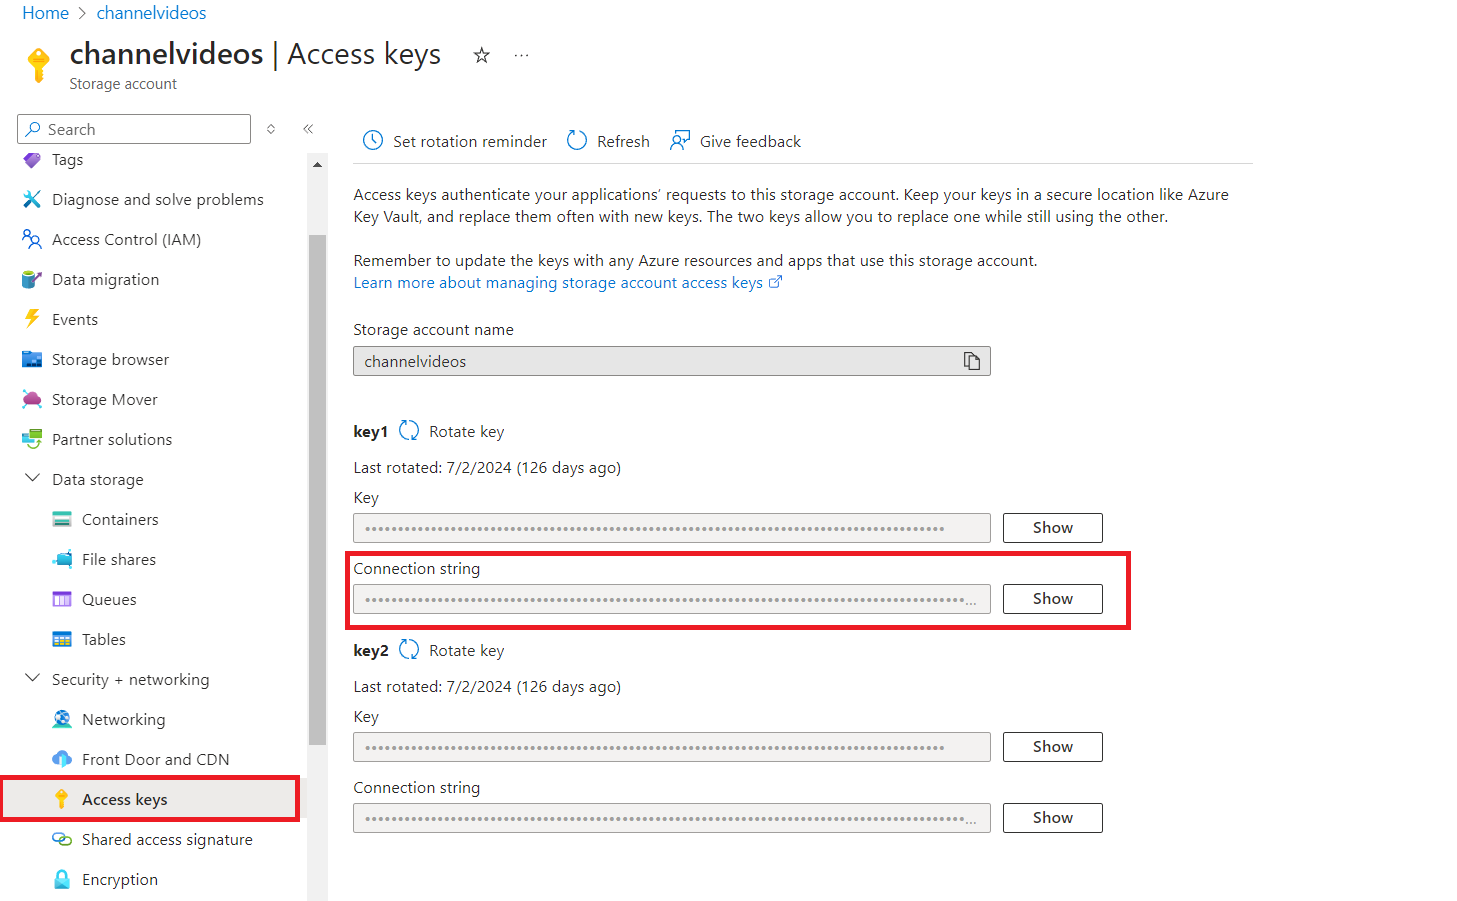 Home > channelvideos
channelvideos | Access keys
Storage account
Search
Tags
Diagnose and solve problems
Access Control (IAM)
Data migration
Events
Storage browser
Storage Mover
Partner solutions
Data storage
Containers
File shares
Queues
Tables
Security + networking
Networking
Front Door and CDN
Access keys
Shared access signature
Encryption
Set rotation reminder Refresh Give feedback
Access keys authenticate your applications’ requests to this storage account. Keep your keys in a secure location like Azure
Key Vault, and replace them often with new keys. The two keys allow you to replace one while still using the other.
Remember to update the keys with any Azure resources and apps that use this storage account.
Learn more about managing storage account access keys
Storage account name
channelvideos
key1 Rotate key
Last rotated: 7/2/2024 (126 days ago)
Key
Show
Connection string
... Show
key2 Rotate key
Last rotated: 7/2/2024 (126 days ago)
Key
Show
Connection string
... Show